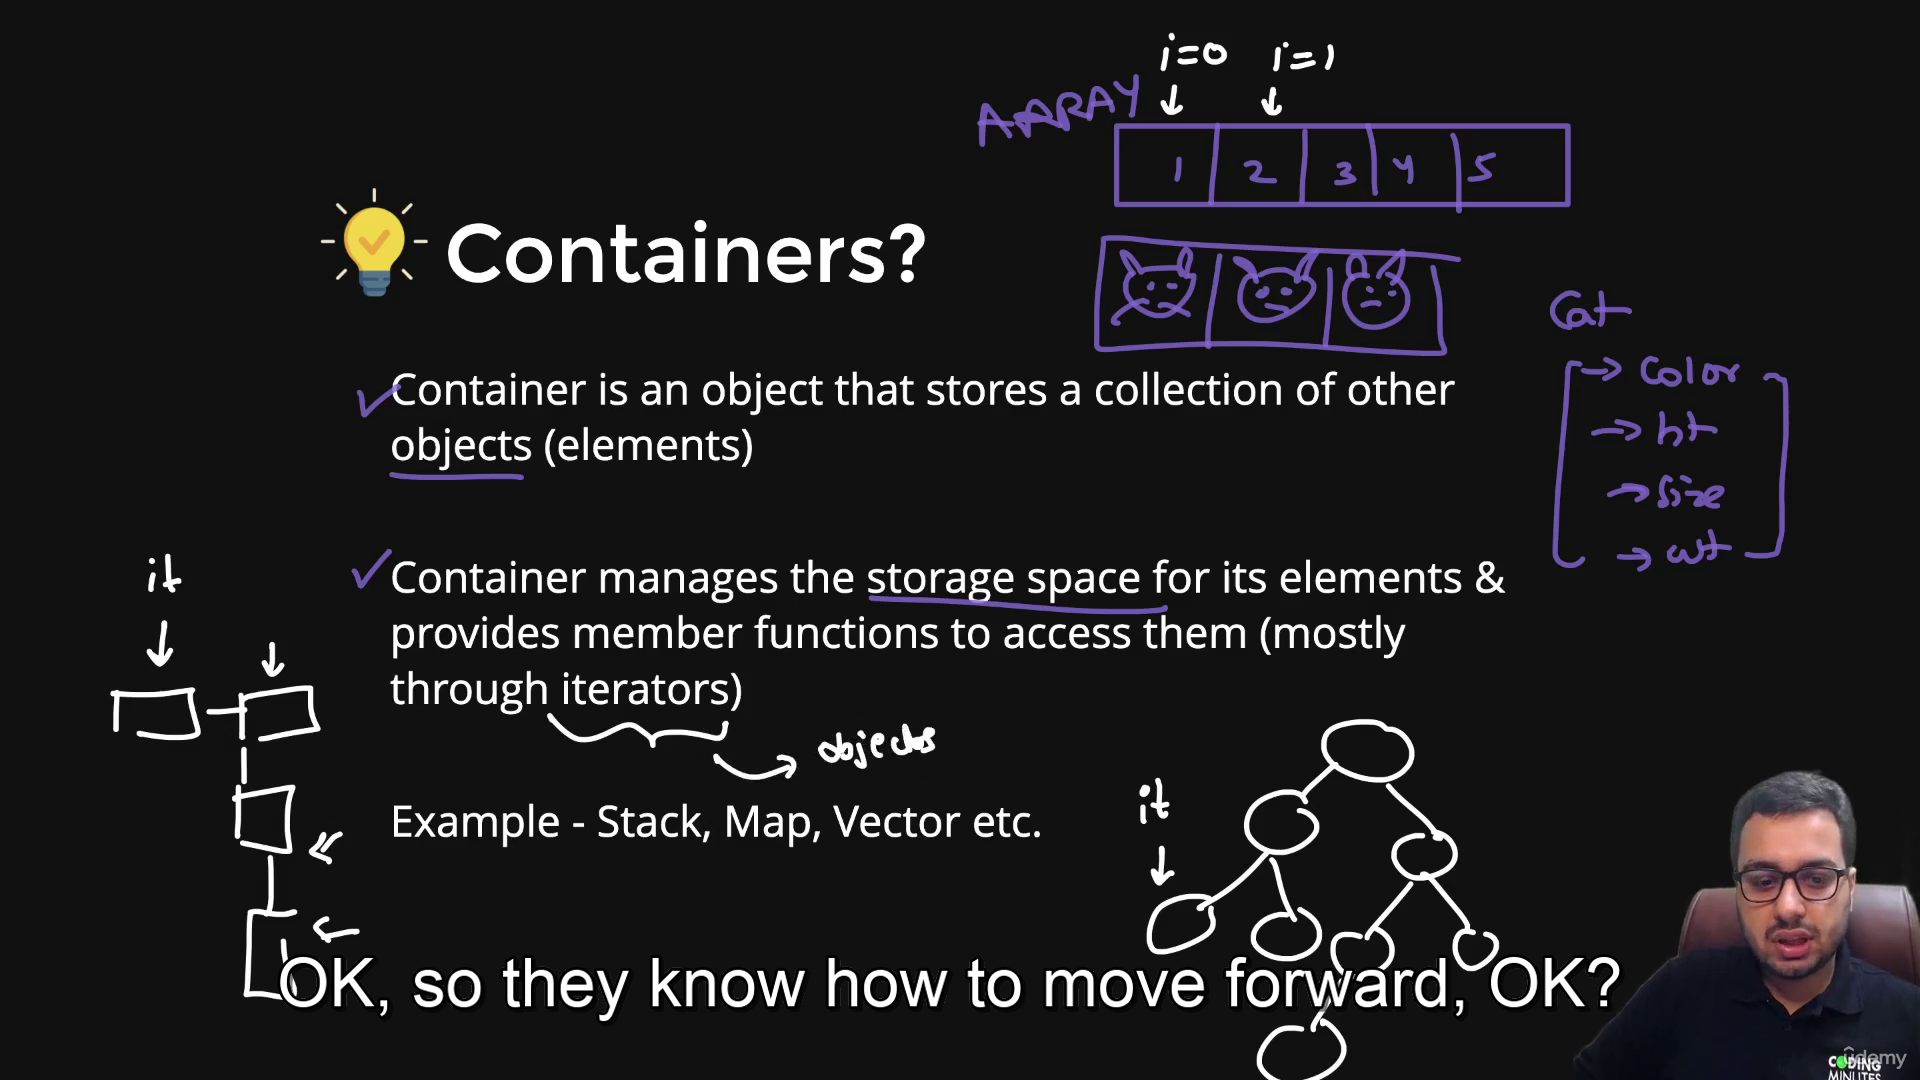 i=0 i=1
ARRAY
1 2 3 4 5
Containers?
Cat
Container is an object that stores a collection of other
objects (elements)
→ Color
→ ht
→ Size
→ wt
Container manages the storage space for its elements &
provides member functions to access them (mostly
through iterators)
it
objects
Example - Stack, Map, Vector etc.
it
OK, so they know how to move forward, OK?
CODING
MINUTES
udemy